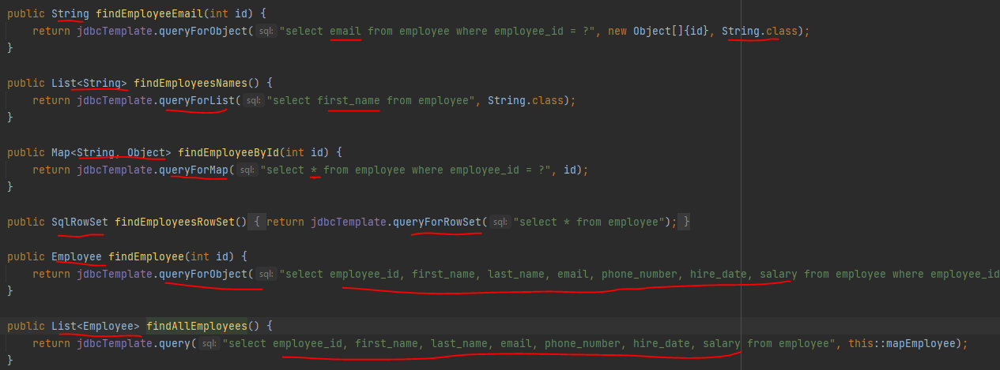 public String findEmployeeEmail(int id) {
return jdbcTemplate.queryForObject( sql: "select email from employee where employee_id = ?", new Object[]{id}, String.class);
}
public List<String> findEmployeesNames() {
return jdbcTemplate.queryForList( sql: "select first_name from employee", String.class);
}
public Map<String, Object> findEmployeeById(int id) {
return jdbcTemplate.queryForMap( sql: "select * from employee where employee_id = ?", id);
}
public SqlRowSet findEmployeesRowSet() { return jdbcTemplate.queryForRowSet( sql: "select * from employee"); }
public Employee findEmployee(int id) {
return jdbcTemplate.queryForObject( sql: "select employee_id, first_name, last_name, email, phone_number, hire_date, salary from employee where employee_id
}
public List<Employee> findAllEmployees() {
return jdbcTemplate.query( sql: "select employee_id, first_name, last_name, email, phone_number, hire_date, salary from employee", this::mapEmployee);
}